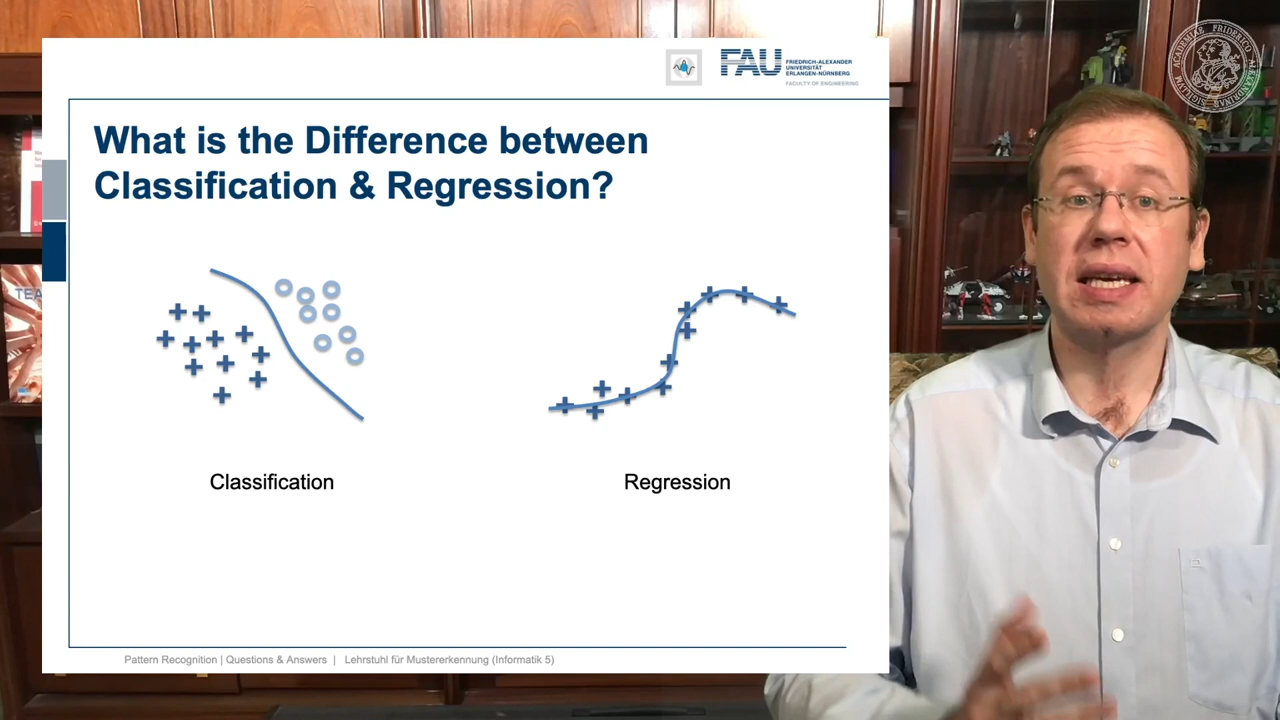 FAU
FRIEDRICH-ALEXANDER
UNIVERSITÄT
ERLANGEN-NÜRNBERG
FACULTY OF ENGINEERING
What is the Difference between
Classification & Regression?
Classification
Regression
Pattern Recognition | Questions & Answers | Lehrstuhl für Mustererkennung (Informatik 5)
TEA